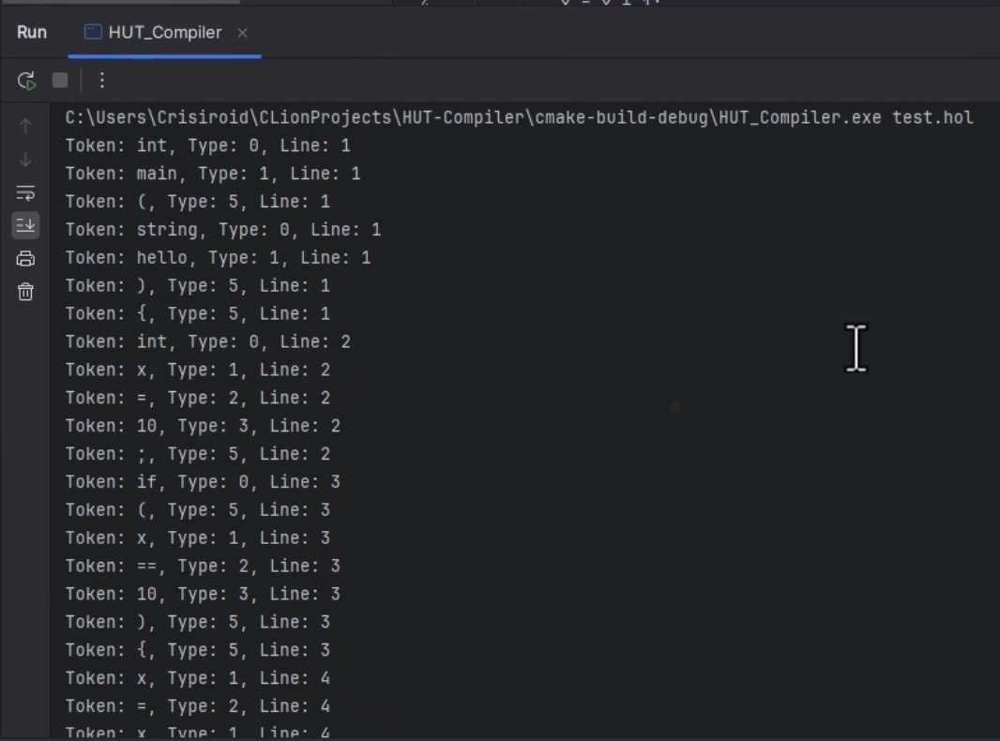 Run HUT_Compiler
C:\Users\Crisiroid\CLionProjects\HUT-Compiler\cmake-build-debug\HUT_Compiler.exe test.hol
Token: int, Type: 0, Line: 1
Token: main, Type: 1, Line: 1
Token: (, Type: 5, Line: 1
Token: string, Type: 0, Line: 1
Token: hello, Type: 1, Line: 1
Token: ), Type: 5, Line: 1
Token: {, Type: 5, Line: 1
Token: int, Type: 0, Line: 2
Token: x, Type: 1, Line: 2
Token: =, Type: 2, Line: 2
Token: 10, Type: 3, Line: 2
Token: ;, Type: 5, Line: 2
Token: if, Type: 0, Line: 3
Token: (, Type: 5, Line: 3
Token: x, Type: 1, Line: 3
Token: ==, Type: 2, Line: 3
Token: 10, Type: 3, Line: 3
Token: ), Type: 5, Line: 3
Token: {, Type: 5, Line: 3
Token: x, Type: 1, Line: 4
Token: =, Type: 2, Line: 4
Token: x, Type: 1, Line: 4